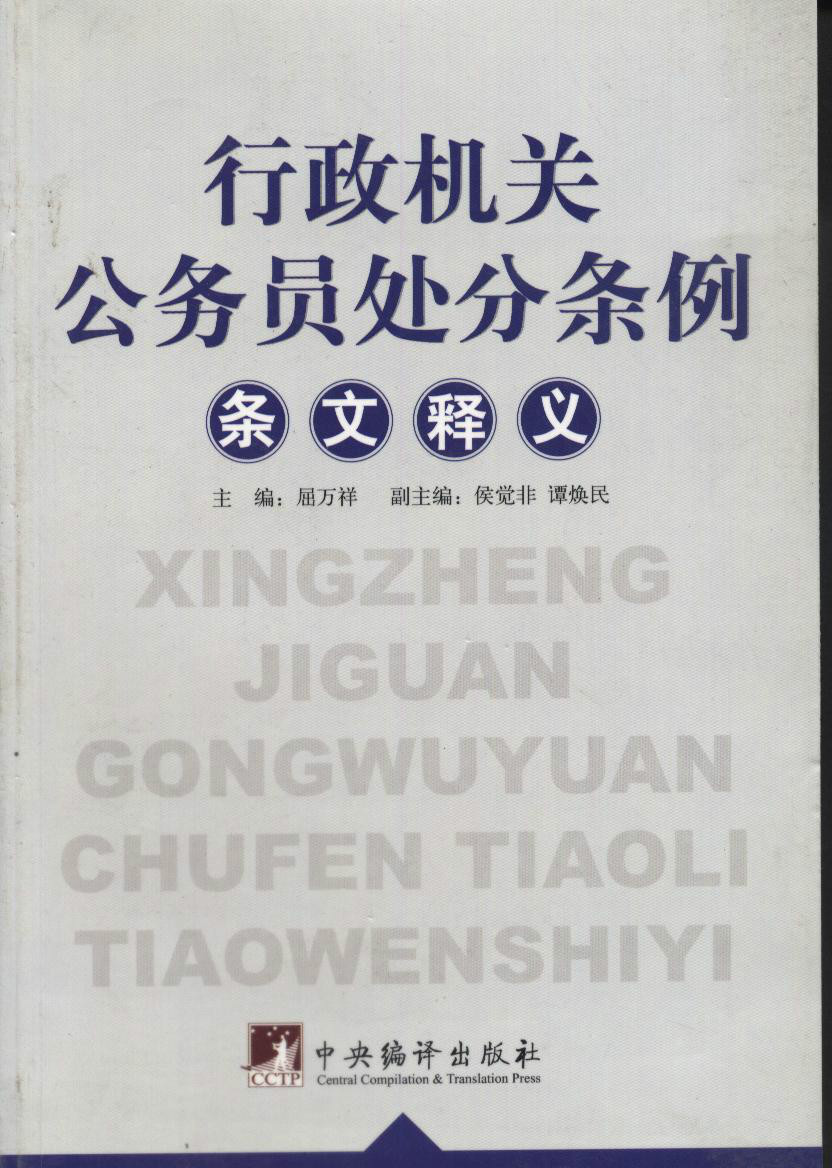 行政机关
公务员处分条例
条文释义
主 编：屈万祥 副主编：侯觉非 谭焕民
XINGZHENG
JIGUAN
GONGWUYUAN
CHUFEN TIAOLI
TIAOWENSHIYI
CCTP
中央编译出版社
Central Compilation & Translation Press